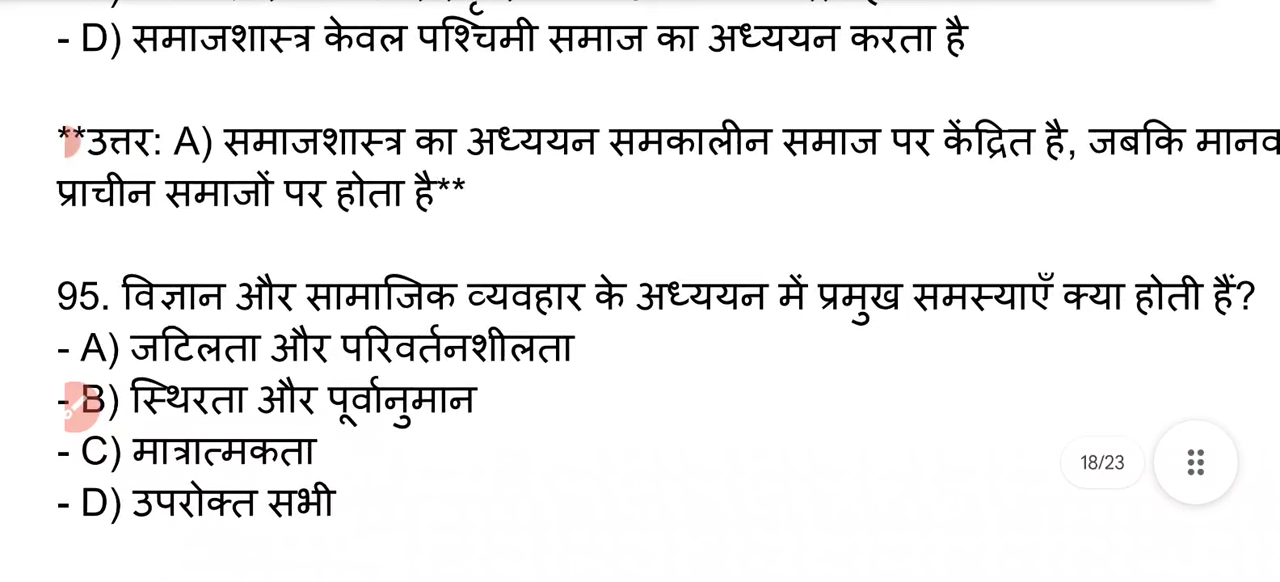 - D) समाजशास्त्र केवल पश्चिमी समाज का अध्ययन करता है
**उत्तर: A) समाजशास्त्र का अध्ययन समकालीन समाज पर केंद्रित है, जबकि मानव
प्राचीन समाजों पर होता है**
95. विज्ञान और सामाजिक व्यवहार के अध्ययन में प्रमुख समस्याएँ क्या होती हैं?
- A) जटिलता और परिवर्तनशीलता
- B) स्थिरता और पूर्वानुमान
- C) मात्रात्मकता
- D) उपरोक्त सभी
18/23